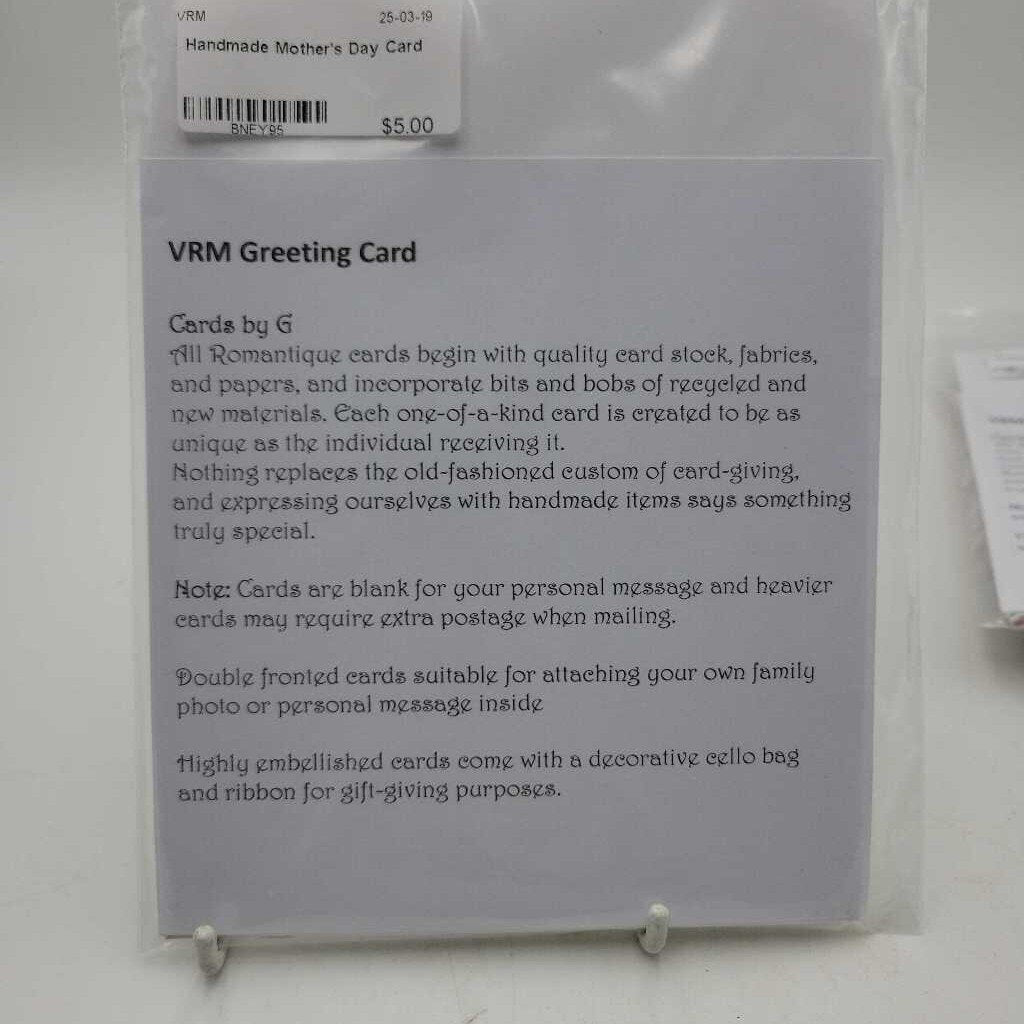 VRM 25-03-19
Handmade Mother's Day Card
BNEY95 $5.00
VRM Greeting Card
Cards by G
All Romantique cards begin with quality card stock, fabrics,
and papers, and incorporate bits and bobs of recycled and
new materials. Each one-of-a-kind card is created to be as
unique as the individual receiving it.
Nothing replaces the old-fashioned custom of card-giving,
and expressing ourselves with handmade items says something
truly special.
Note: Cards are blank for your personal message and heavier
cards may require extra postage when mailing.
Double fronted cards suitable for attaching your own family
photo or personal message inside
Highly embellished cards come with a decorative cello bag
and ribbon for gift-giving purposes.